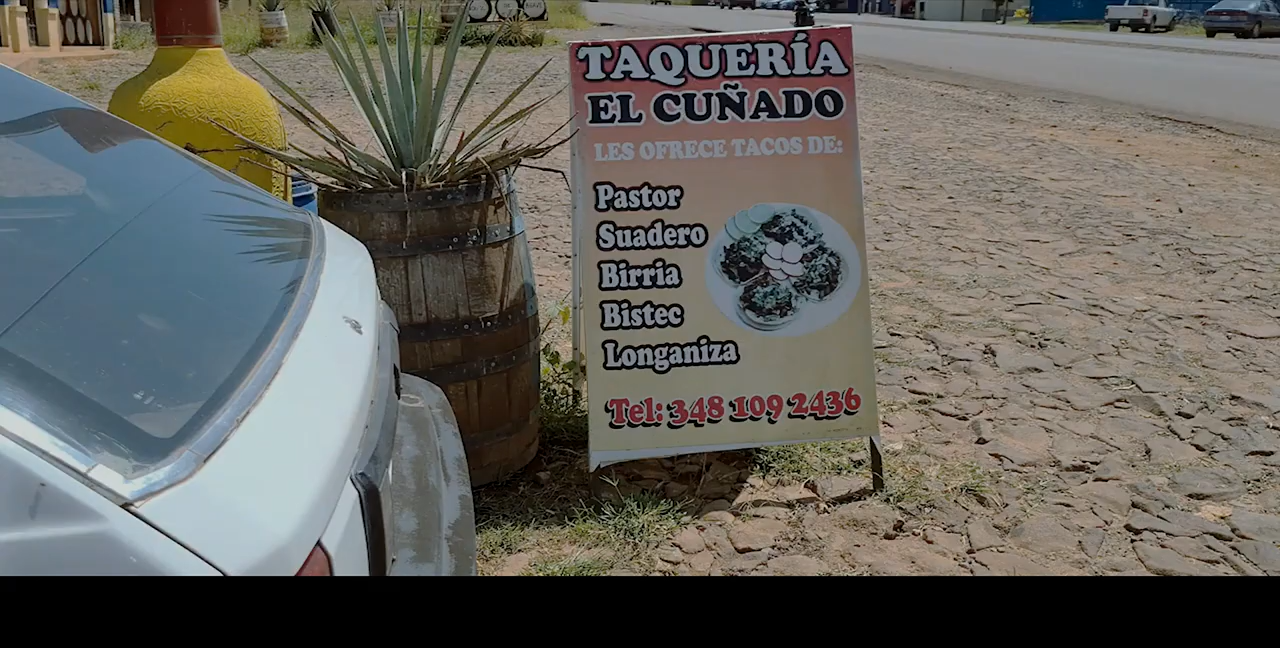 TAQUERÍA
EL CUÑADO
LES OFRECE TACOS DE:
Pastor
Suadero
Birria
Bistec
Longaniza
Tel: 348 109 2436